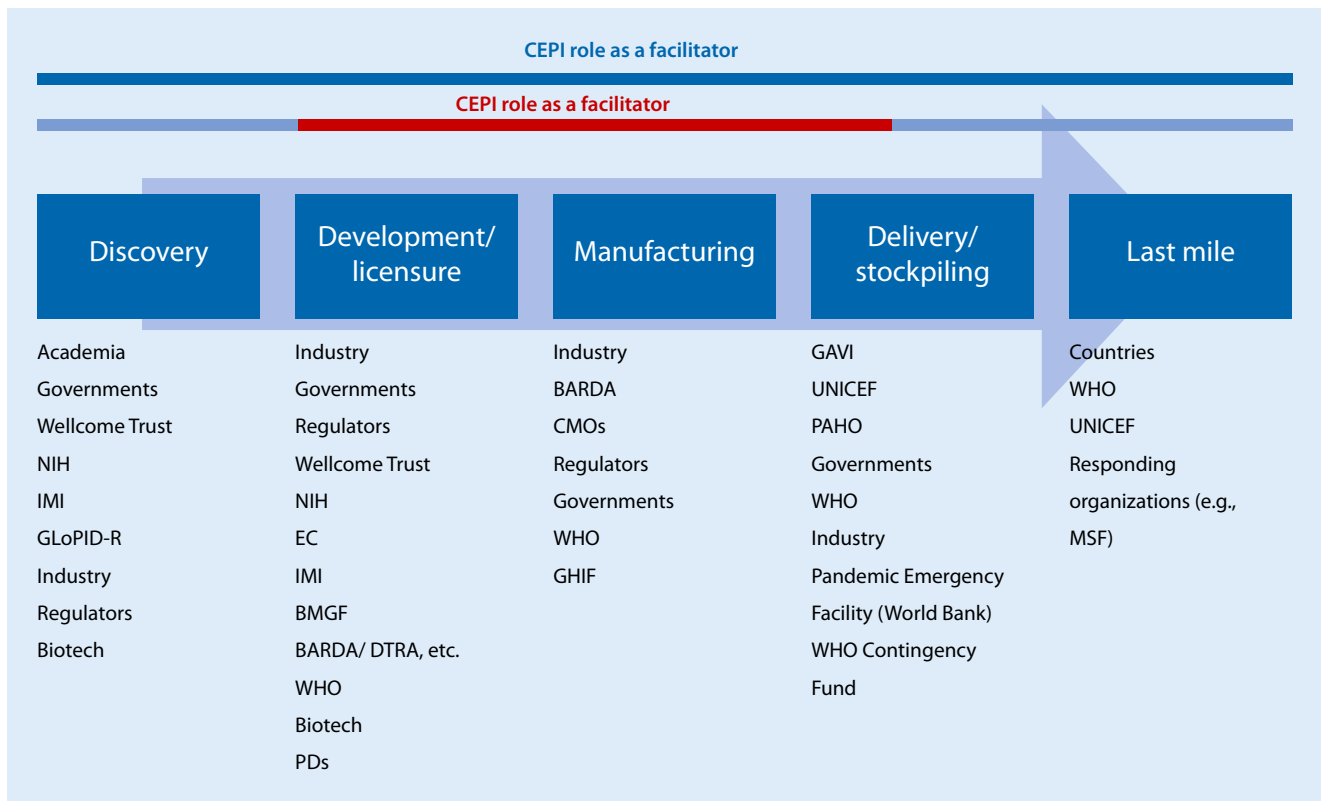 CEPI role as a facilitator
CEPI role as a facilitator
Discovery
Development/
licensure
Manufacturing
Delivery/
stockpiling
Last mile
Academia
Governments
Wellcome Trust
NIH
IMI
GLoPID-R
Industry
Regulators
Biotech
Industry
Governments
Regulators
Wellcome Trust
NIH
EC
IMI
BMGF
BARDA/ DTRA, etc.
WHO
Biotech
PDs
Industry
BARDA
CMOs
Regulators
Governments
WHO
GHIF
GAVI
UNICEF
PAHO
Governments
WHO
Industry
Pandemic Emergency
Facility (World Bank)
WHO Contingency
Fund
Countries
WHO
UNICEF
Responding
organizations (e.g.,
MSF)